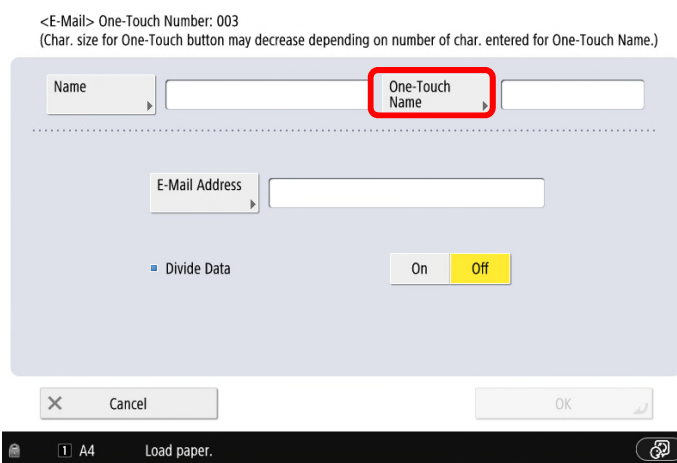 <E-Mail> One-Touch Number: 003
(Char. size for One-Touch button may decrease depending on number of char. entered for One-Touch Name.)
Name
One-Touch
Name
E-Mail Address
Divide Data
On
Off
Cancel
OK
1 A4 Load paper.